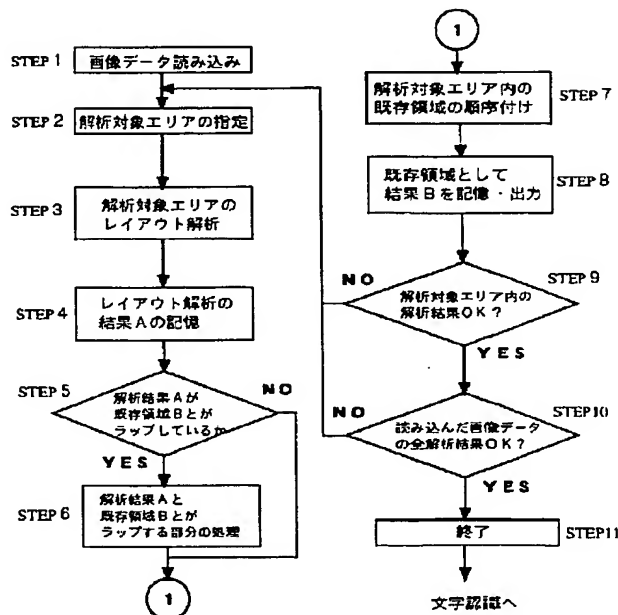 STEP 1
画像データ読み込み
STEP 2
解析対象エリアの指定
STEP 3
解析対象エリアの
レイアウト解析
STEP 4
レイアウト解析の
結果Aの記憶
STEP 5
解析結果Aが
既存領域Bとが
ラップしているか
NO
YES
STEP 6
解析結果Aと
既存領域Bとが
ラップする部分の処理
1
1
解析対象エリア内の
既存領域の順序付け
STEP 7
既存領域として
結果Bを記憶・出力
STEP 8
NO
STEP 9
解析対象エリア内の
解析結果OK?
YES
NO
STEP10
読み込んだ画像データ
の全解析結果OK?
YES
終了
STEP11
文字認識へ